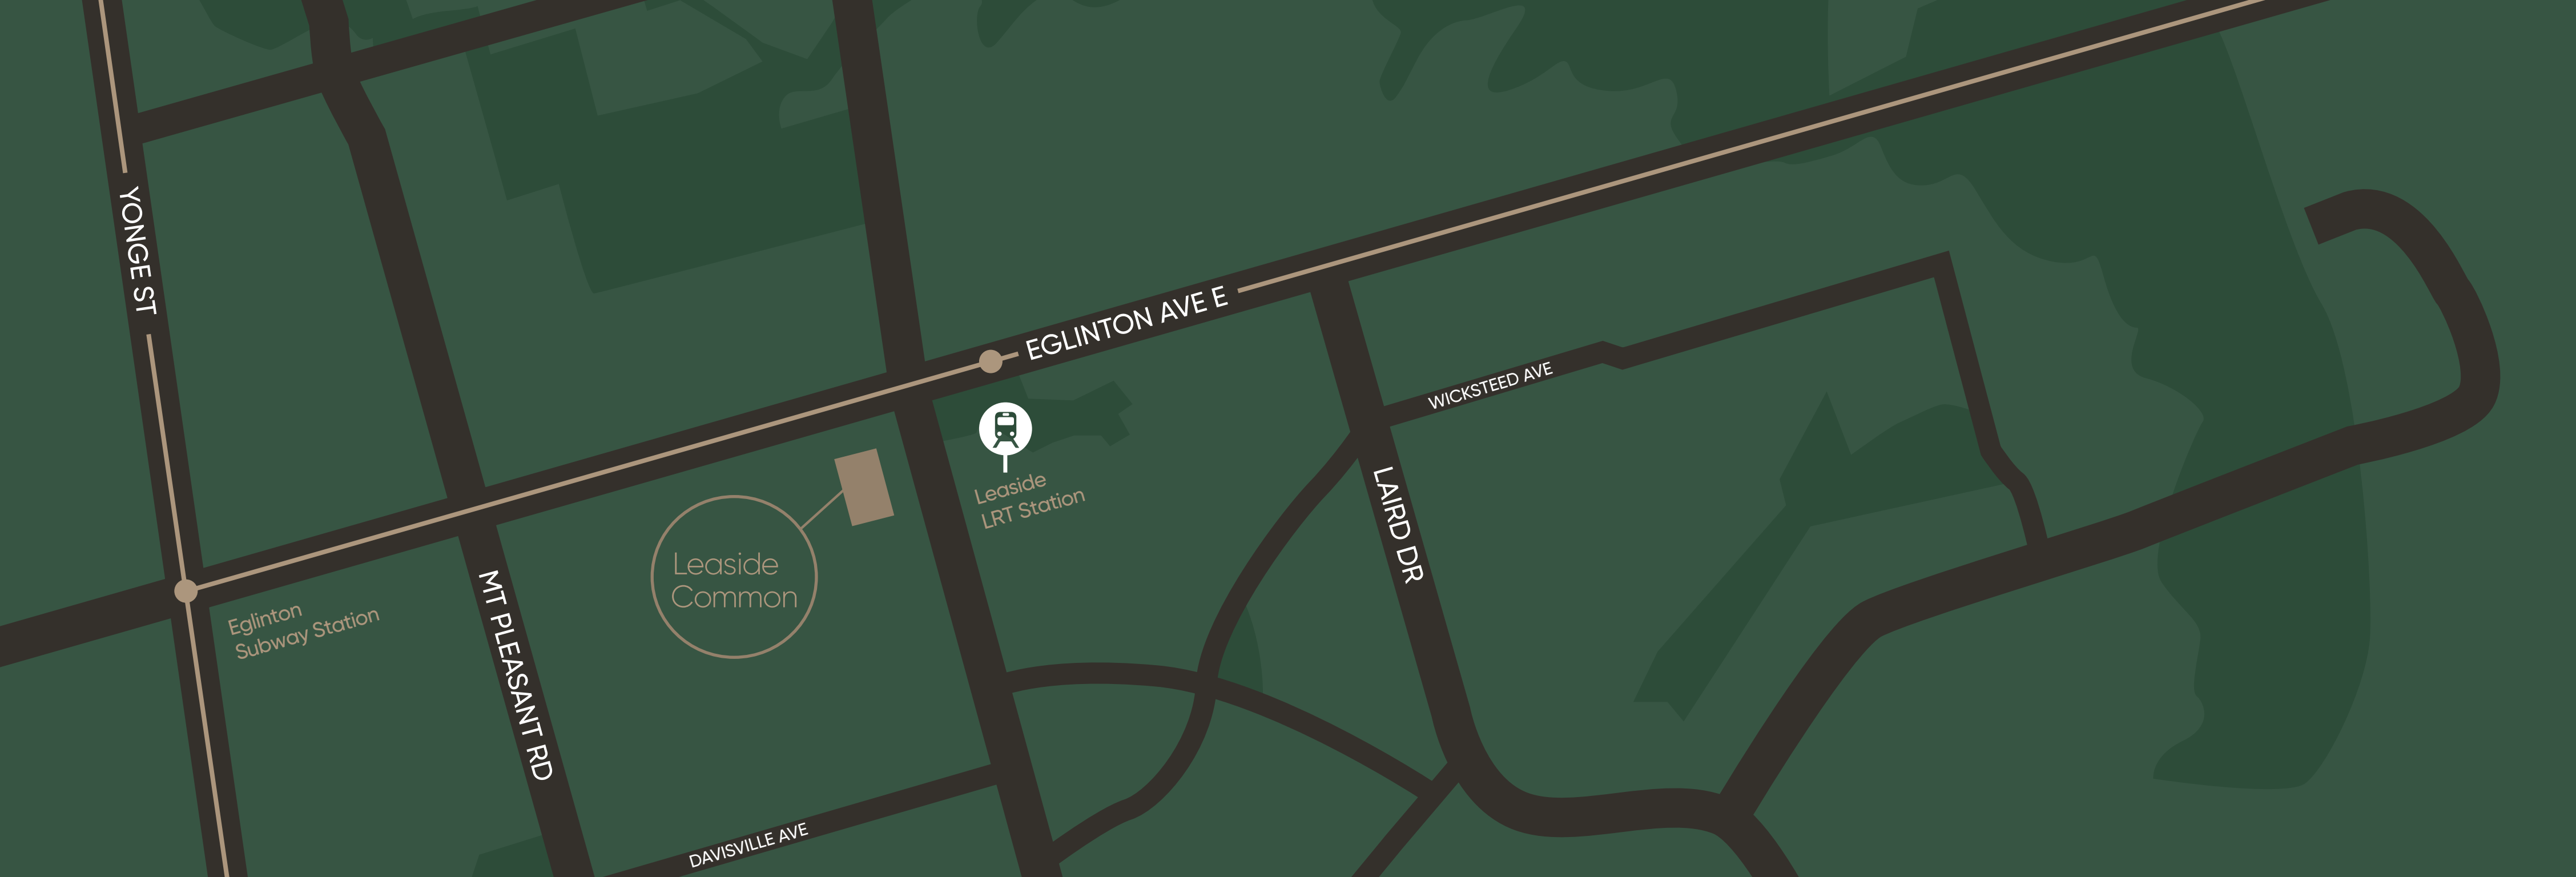 YONGE ST
EGLINTON AVE E
WICKSTEED AVE
LAIRD DR
Leaside
LRT Station
Leaside
Common
Eglinton
Subway Station
MT PLEASANT RD
DAVISVILLE AVE